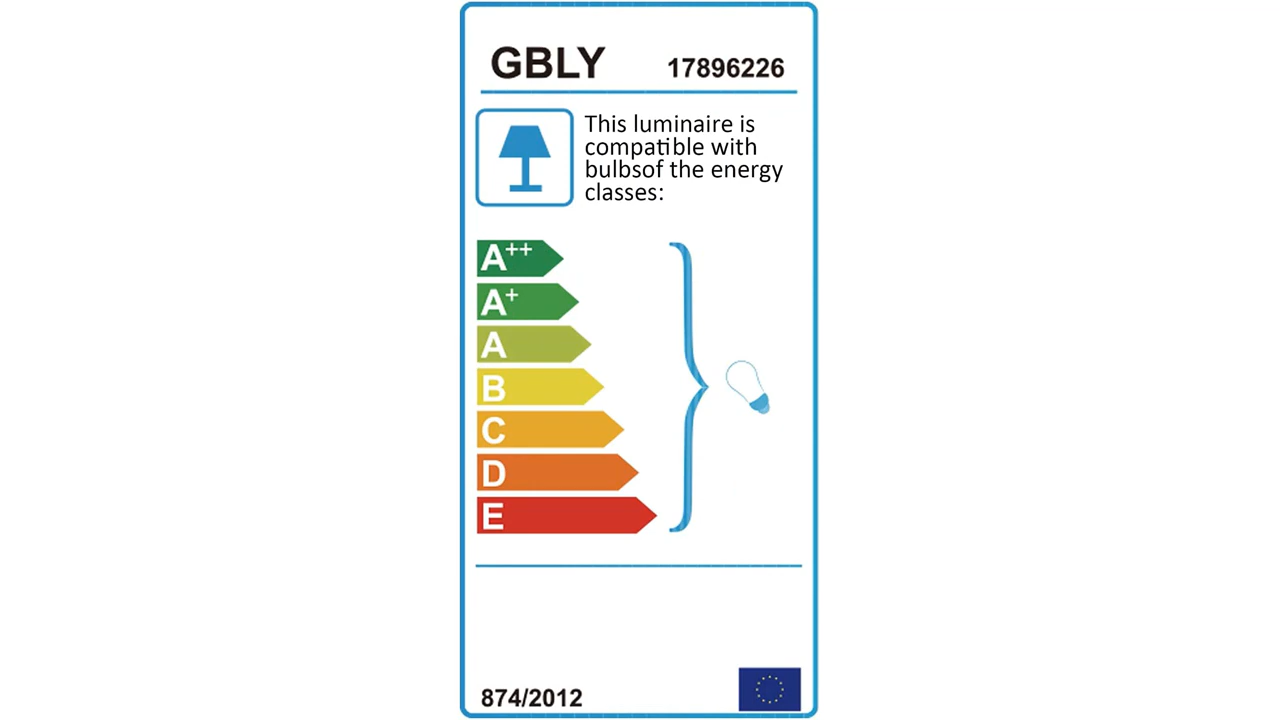 GBLY 17896226
This luminaire is
compatible with
bulbsof the energy
classes:
A++
A+
A
B
C
D
E
874/2012